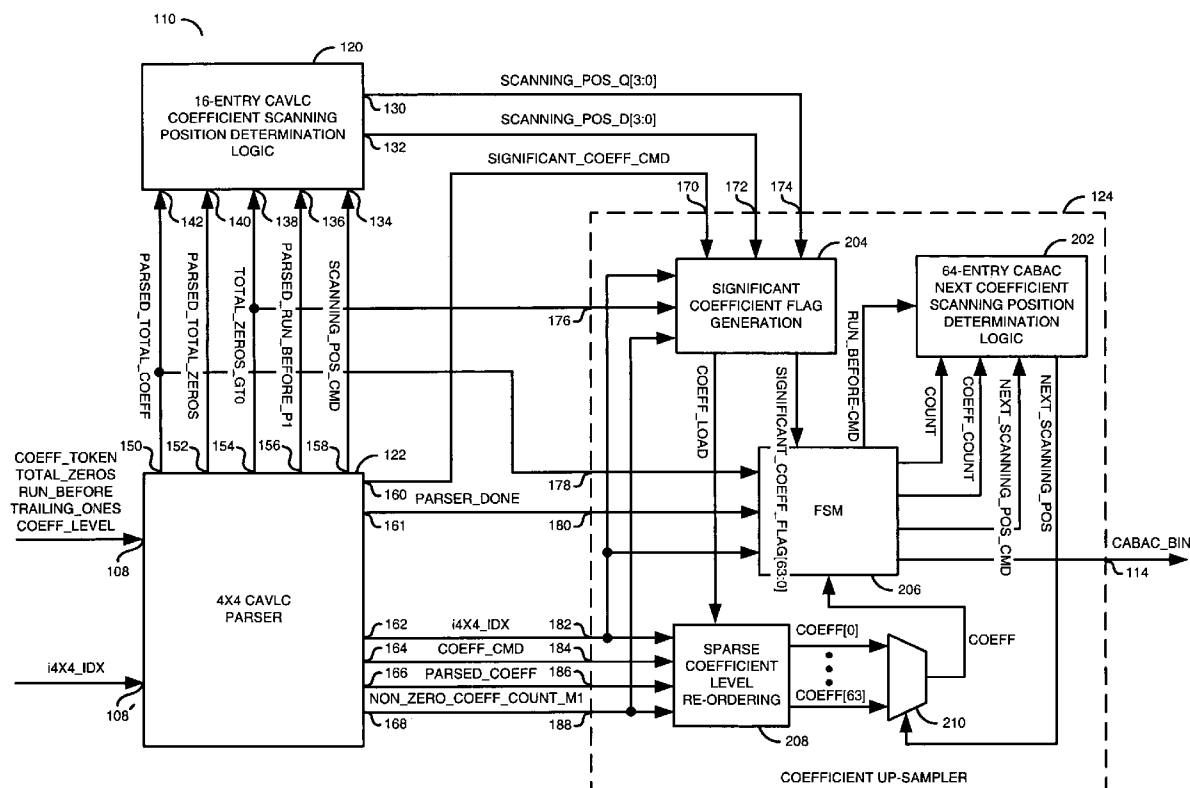 110
120
16-ENTRY CAVLC
COEFFICIENT SCANNING
POSITION DETERMINATION
LOGIC
130
132
SCANNING_POS_Q[3:0]
SCANNING_POS_D[3:0]
SIGNIFICANT_COEFF_CMD
142
140
138
136
134
170
172
174
124
PARSED_TOTAL_COEFF
PARSED_TOTAL_ZEROS
TOTAL_ZEROS_GT0
PARSED_RUN_BEFORE_P1
SCANNING_POS_CMD
204
SIGNIFICANT
COEFFICIENT FLAG
GENERATION
202
64-ENTRY CABAC
NEXT COEFFICIENT
SCANNING POSITION
DETERMINATION
LOGIC
176
COEFF_LOAD
SIGNIFICANT_COEFF_FLAG[63:0]
RUN_BEFORE-CMD
COUNT
COEFF_COUNT
NEXT_SCANNING_POS_CMD
NEXT_SCANNING_POS
150
152
154
156
158
122
COEFF_TOKEN
TOTAL_ZEROS
RUN_BEFORE
TRAILING_ONES
COEFF_LEVEL
108
160
PARSER_DONE
161
178
180
FSM
206
CABAC_BIN
114
4X4 CAVLC
PARSER
i4X4_IDX
108'
162
i4X4_IDX
182
164
COEFF_CMD
184
166
PARSED_COEFF
186
NON_ZERO_COEFF_COUNT_M1
168
188
SPARSE
COEFFICIENT
LEVEL
RE-ORDERING
208
COEFF[0]
COEFF[63]
COEFF
210
COEFFICIENT UP-SAMPLER